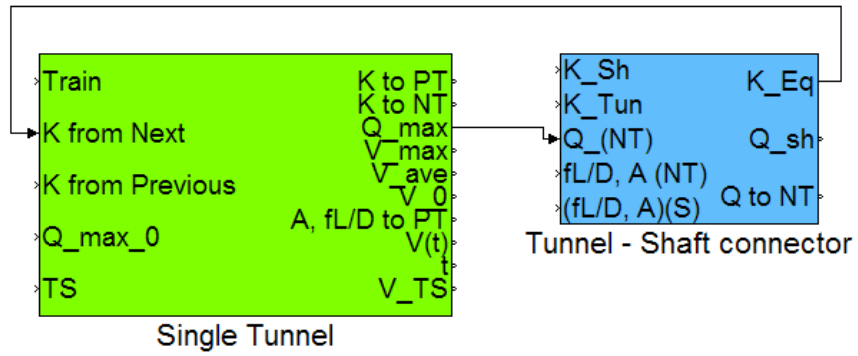 Train
K from Next
K from Previous
Q_max_0
TS
K to PT
K to NT
Q_max
V_max
V_ave
V_0
A, fL/D to PT
V(t)
t
V_TS
Single Tunnel
K_Sh
K_Tun
Q_(NT)
fL/D, A (NT)
(fL/D, A)(S)
K_Eq
Q_sh
Q to NT
Tunnel - Shaft connector